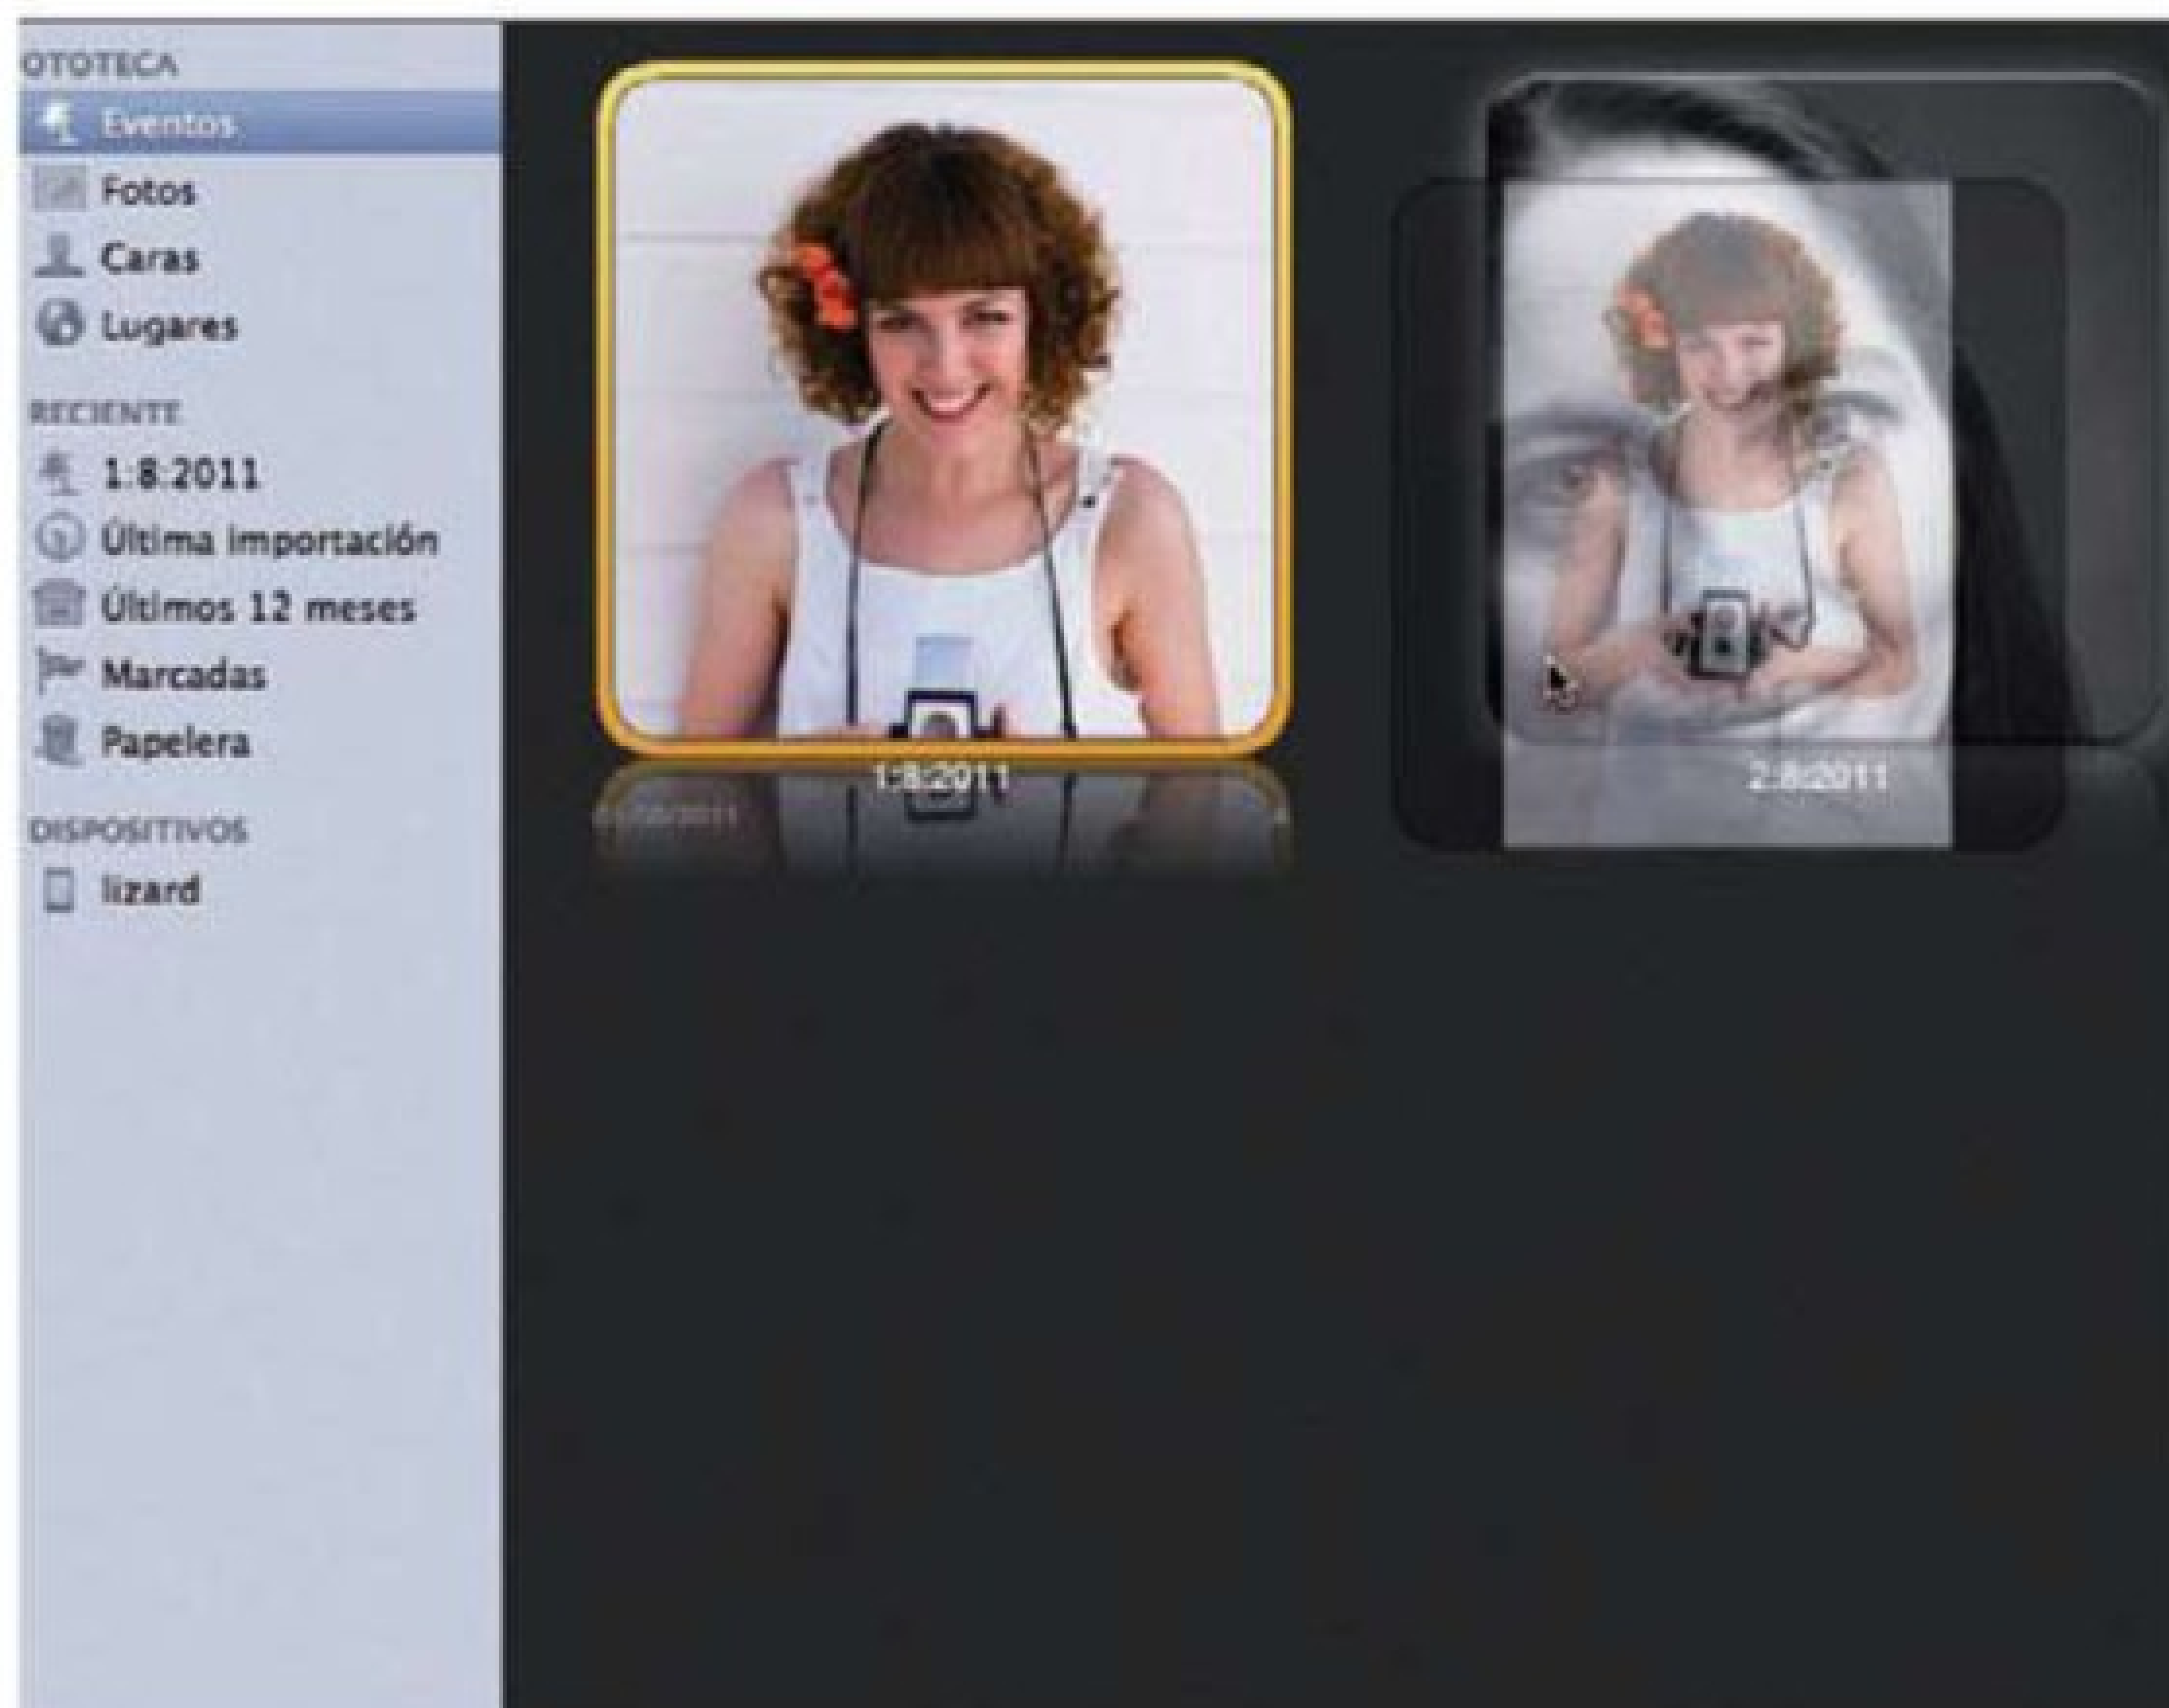 OTOTECA
Eventos
Fotos
Caras
Lugares
RECIENTE
1:8:2011
Última importación
Últimos 12 meses
Marcadas
Papelera
DISPOSITIVOS
lizard
1:8:2011
2:8:2011